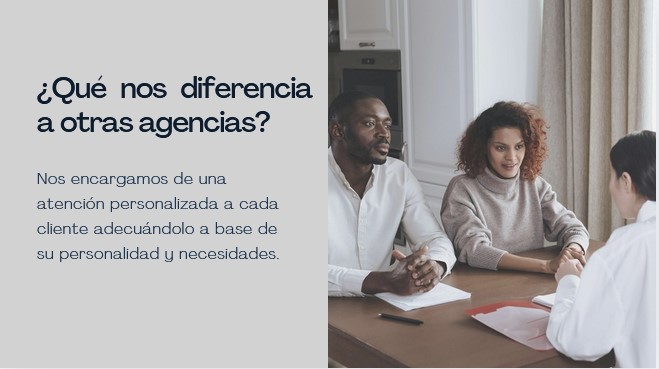 ¿Qué nos diferencia
a otras agencias?
Nos encargamos de una
atención personalizada a cada
cliente adecuándolo a base de
su personalidad y necesidades.